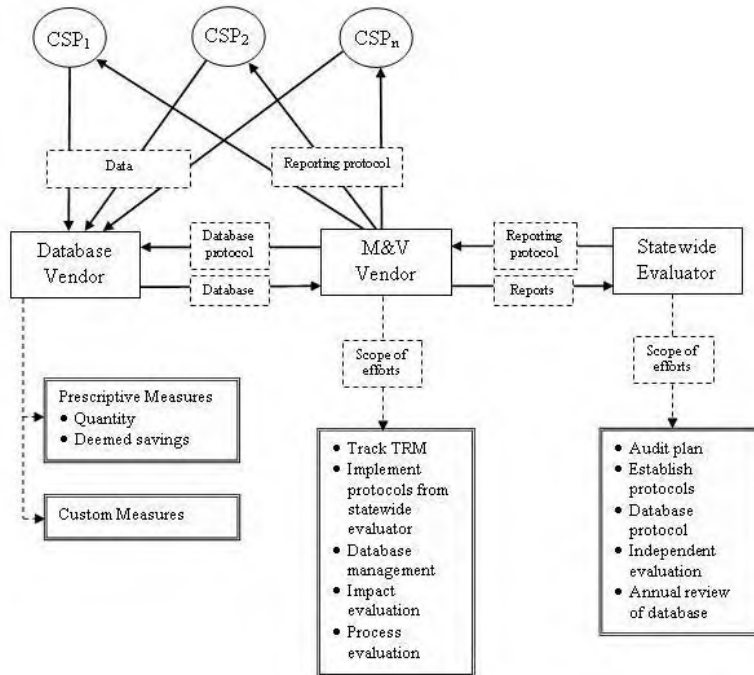 CSP1
CSP2
CSPn
Data
Reporting protocol
Database
Vendor
Database
protocol
Database
M&V
Vendor
Reporting
protocol
Reports
Statewide
Evaluator
Scope of
efforts
Scope of
efforts
Prescriptive Measures
• Quantity
• Deemed savings
Custom Measures
• Track TRM
• Implement
protocols from
statewide
evaluator
• Database
management
• Impact
evaluation
• Process
evaluation
• Audit plan
• Establish
protocols
• Database
protocol
• Independent
evaluation
• Annual review
of database